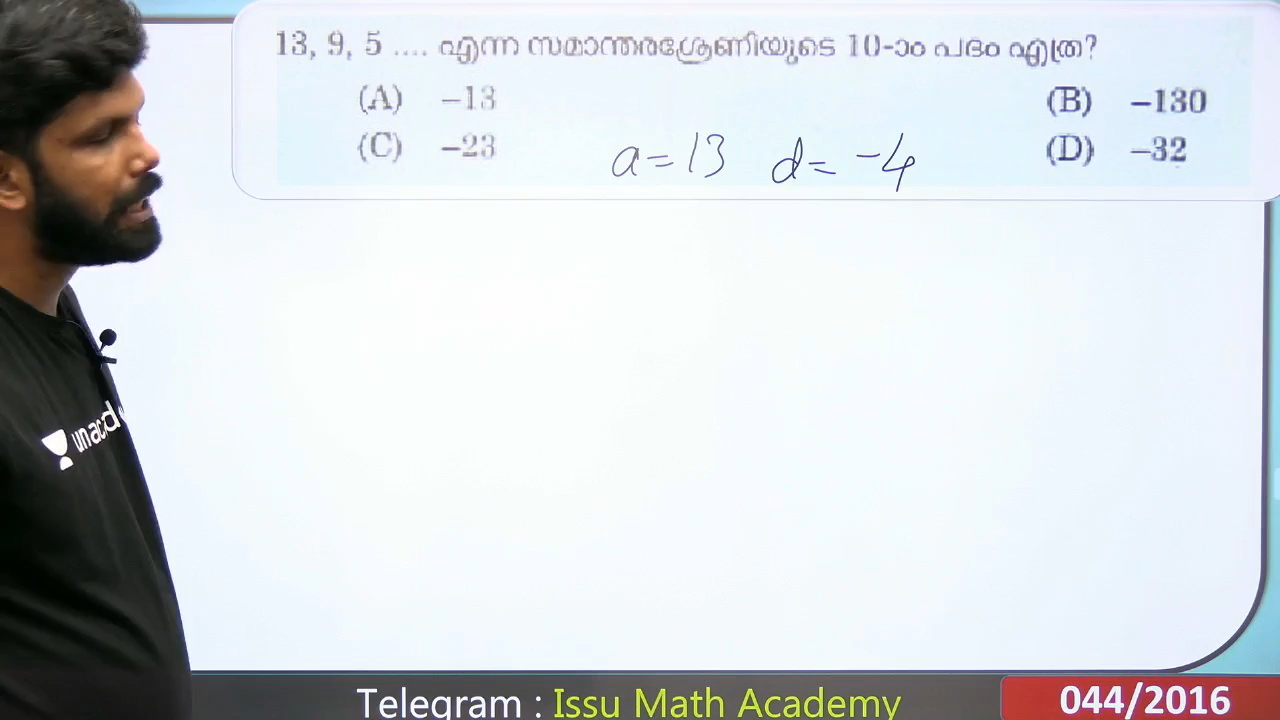 13, 9, 5 .... എന്ന സമാന്തരശ്രേണിയുടെ 10-ാം പദം എത്ര?
(A) -13
(B) -130
(C) -23
(D) -32
a = 13 d = -4
Telegram : Issu Math Academy
044/2016